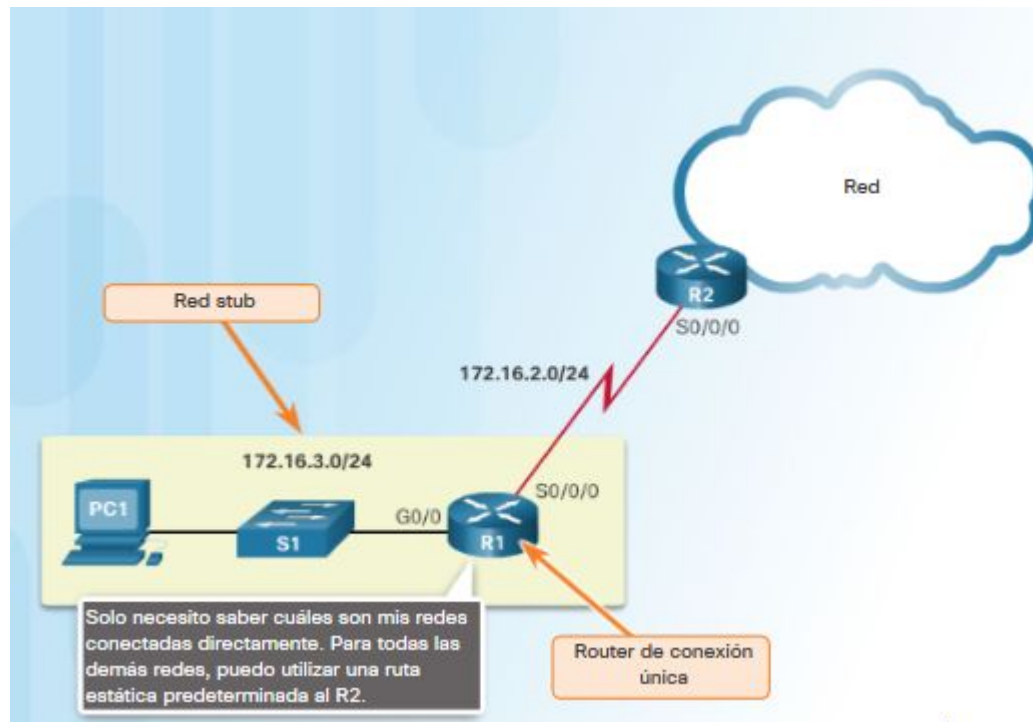 Red
R2
S0/0/0
Red stub
172.16.2.0/24
172.16.3.0/24
S0/0/0
PC1
G0/0
S1
R1
Solo necesito saber cuáles son mis redes
conectadas directamente. Para todas las
demás redes, puedo utilizar una ruta
estática predeterminada al R2.
Router de conexión
única